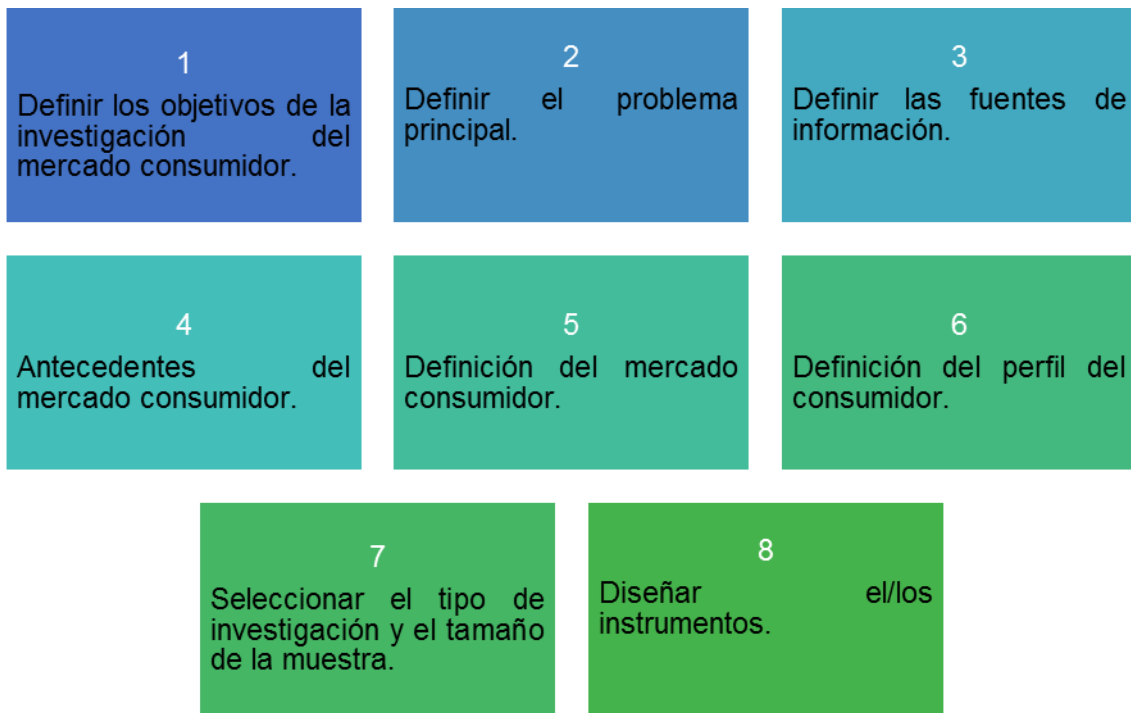 1
Definir los objetivos de la
investigación del
mercado consumidor.
2
Definir el problema
principal.
3
Definir las fuentes de
información.
4
Antecedentes del
mercado consumidor.
5
Definición del mercado
consumidor.
6
Definición del perfil del
consumidor.
7
Seleccionar el tipo de
investigación y el tamaño
de la muestra.
8
Diseñar el/los
instrumentos.